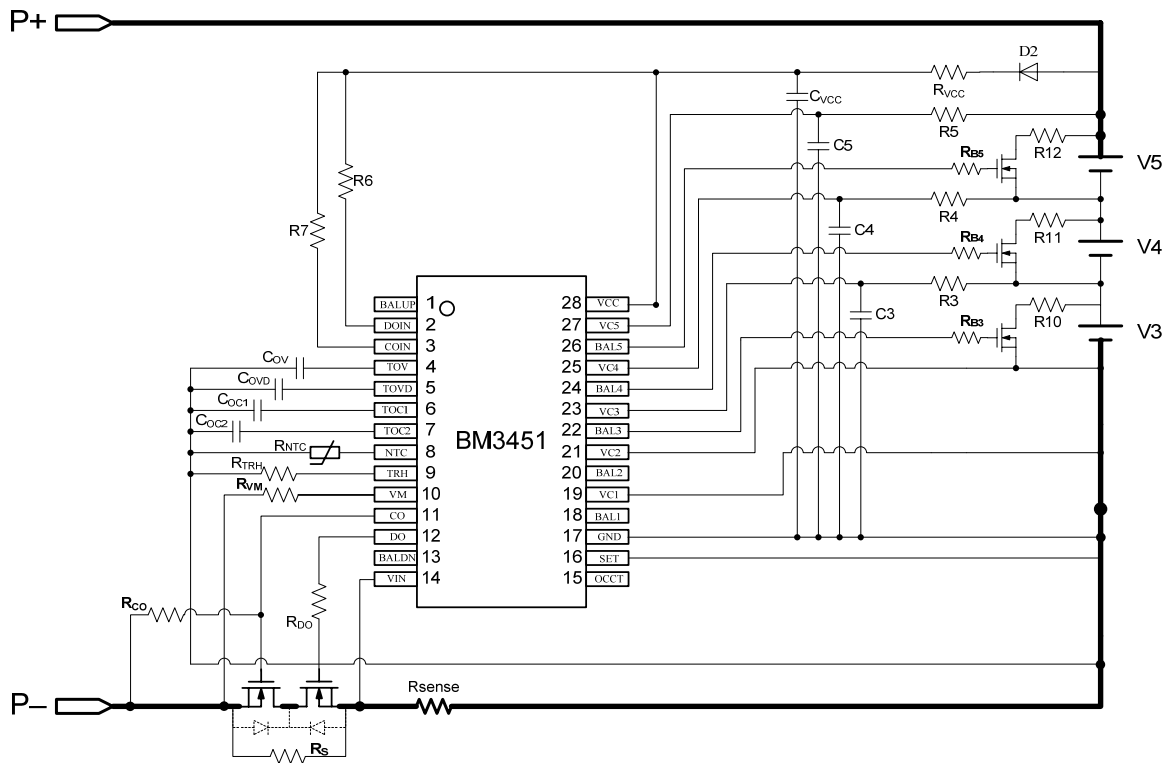 P+
D2
CVCC
RVCC
C5
R5
R12
RB5
V5
R6
C4
R4
R11
RB4
V4
R7
C3
R3
R10
RB3
V3
BALUP 1 28 VCC
DOIN 2 27 VC5
COIN 3 26 BAL5
COV TOV 4 25 VC4
COVD TOVD 5 24 BAL4
COC1 TOC1 6 23 VC3
COC2 TOC2 7 22 BAL3
BM3451
RNTC NTC 8 21 VC2
RTRH TRH 9 20 BAL2
RVM VM 10 19 VC1
CO 11 18 BAL1
DO 12 17 GND
BALDN 13 16 SET
VIN 14 15 OCCT
RCO
RDO
Rsense
P–
RS